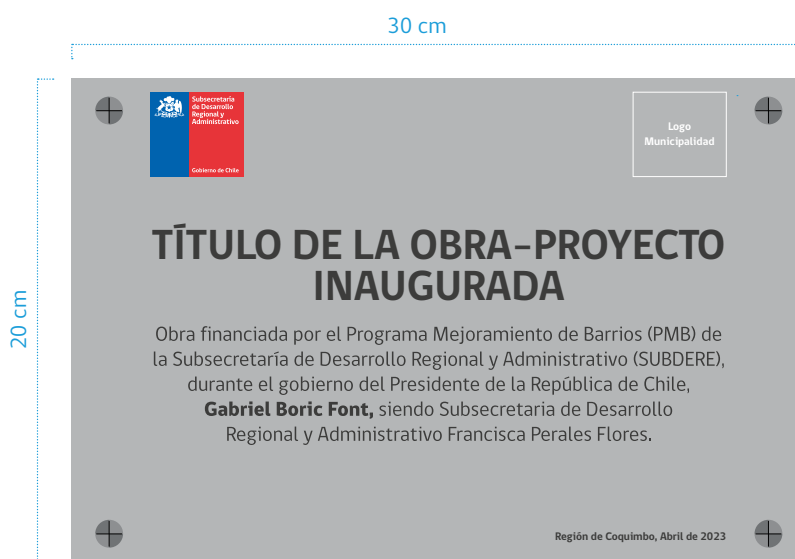 30 cm
20 cm
Subsecretaría
de Desarrollo
Regional y
Administrativo
Gobierno de Chile
Logo
Municipalidad
TÍTULO DE LA OBRA–PROYECTO
INAUGURADA
Obra financiada por el Programa Mejoramiento de Barrios (PMB) de
la Subsecretaría de Desarrollo Regional y Administrativo (SUBDERE),
durante el gobierno del Presidente de la República de Chile,
Gabriel Boric Font, siendo Subsecretaria de Desarrollo
Regional y Administrativo Francisca Perales Flores.
Región de Coquimbo, Abril de 2023